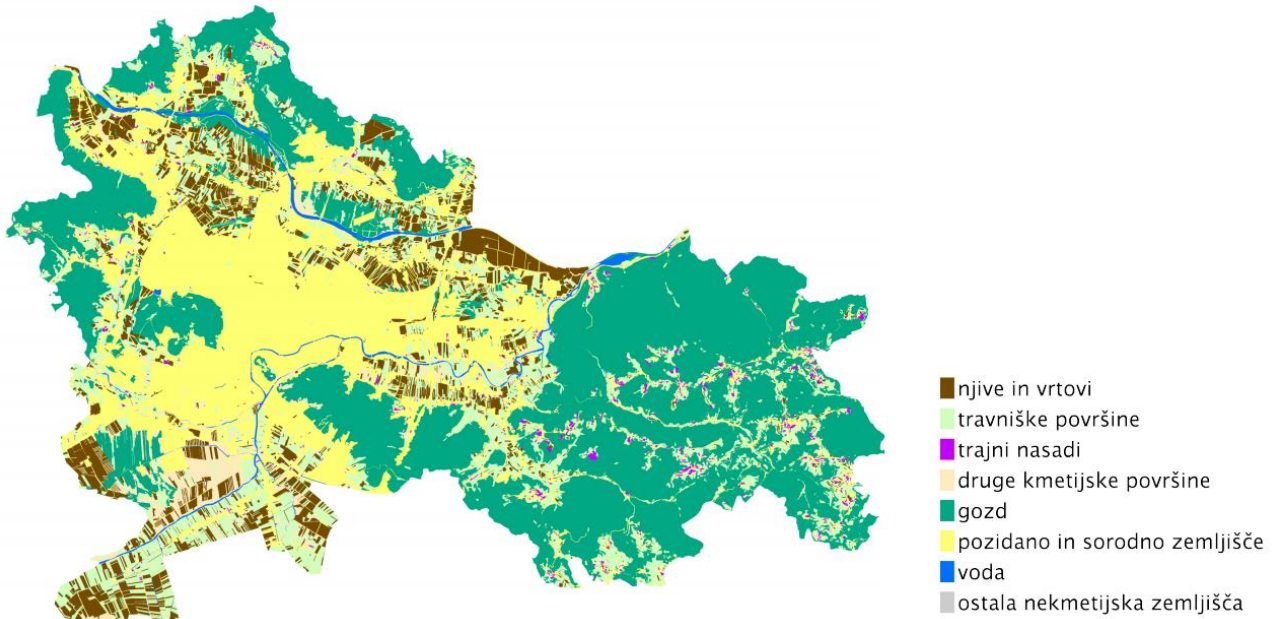 njive in vrtovi
travniške površine
trajni nasadi
druge kmetijske površine
gozd
pozidano in sorodno zemljišče
voda
ostala nekmetijska zemljišča